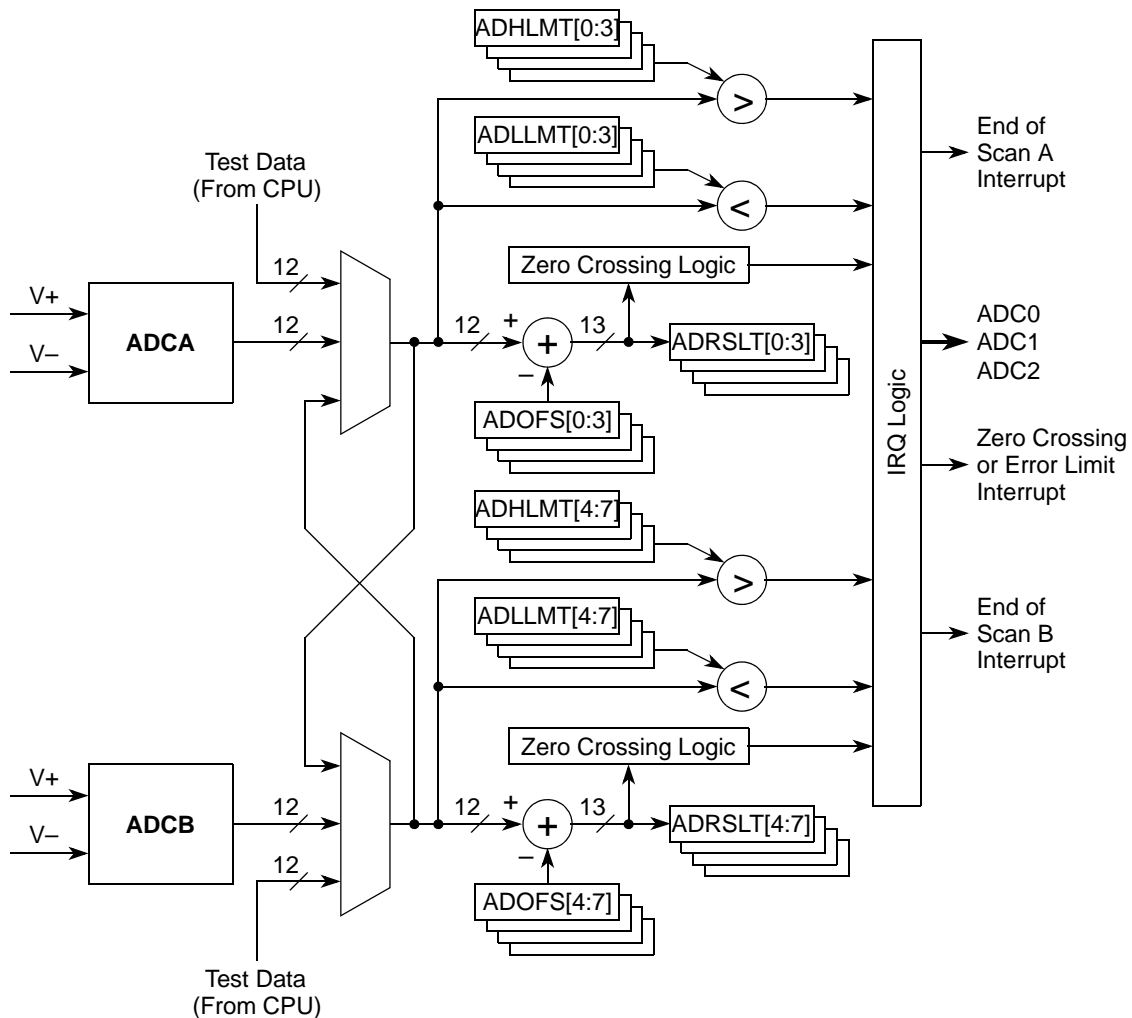 ADHLMT[0:3]
>
ADLLMT[0:3]
<
Test Data
(From CPU)
12
Zero Crossing Logic
V+
V–
ADCA
12
12
+
+
–
13
ADRSLT[0:3]
ADOFS[0:3]
ADHLMT[4:7]
>
ADLLMT[4:7]
<
Zero Crossing Logic
V+
V–
ADCB
12
12
12
+
+
–
13
ADRSLT[4:7]
ADOFS[4:7]
Test Data
(From CPU)
IRQ Logic
End of
Scan A
Interrupt
ADC0
ADC1
ADC2
Zero Crossing
or Error Limit
Interrupt
End of
Scan B
Interrupt